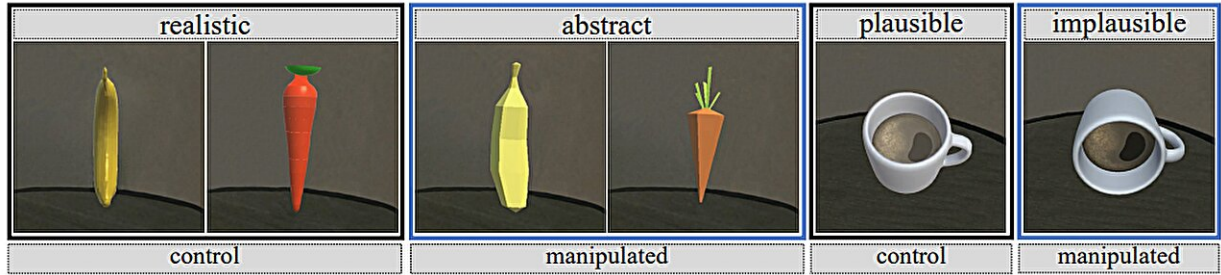 realistic
abstract
plausible
implausible
control
manipulated
control
manipulated